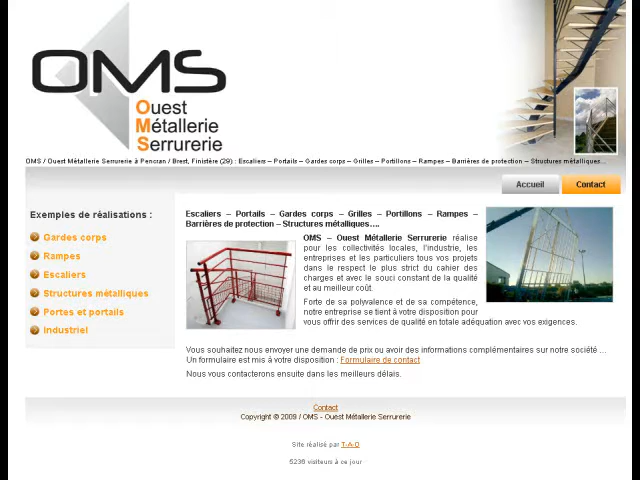 OMS
Ouest
Métallerie
Serrurerie
OMS / Ouest Métallerie Serrurerie à Pencran / Brest, Finistère (29) : Escaliers – Portails – Gardes corps – Grilles – Portillons – Rampes – Barrières de protection – Structures métalliques...
Accueil
Contact
Exemples de réalisations :
Gardes corps
Rampes
Escaliers
Structures métalliques
Portes et portails
Industriel
Escaliers – Portails – Gardes corps – Grilles – Portillons – Rampes –
Barrières de protection – Structures métalliques....
OMS – Ouest Métallerie Serrurerie réalise
pour les collectivités locales, l'industrie, les
entreprises et les particuliers tous vos projets
dans le respect le plus strict du cahier des
charges et avec le souci constant de la qualité
et au meilleur coût.
Forte de sa polyvalence et de sa compétence,
notre entreprise se tient à votre disposition pour
vous offrir des services de qualité en totale adéquation avec vos exigences.
Vous souhaitez nous envoyer une demande de prix ou avoir des informations complémentaires sur notre société ...
Un formulaire est mis à votre disposition : Formulaire de contact
Nous vous contacterons ensuite dans les meilleurs délais.
Contact
Copyright © 2009 / OMS - Ouest Métallerie Serrurerie
Site réalisé par T-A-O
5236 visiteurs à ce jour